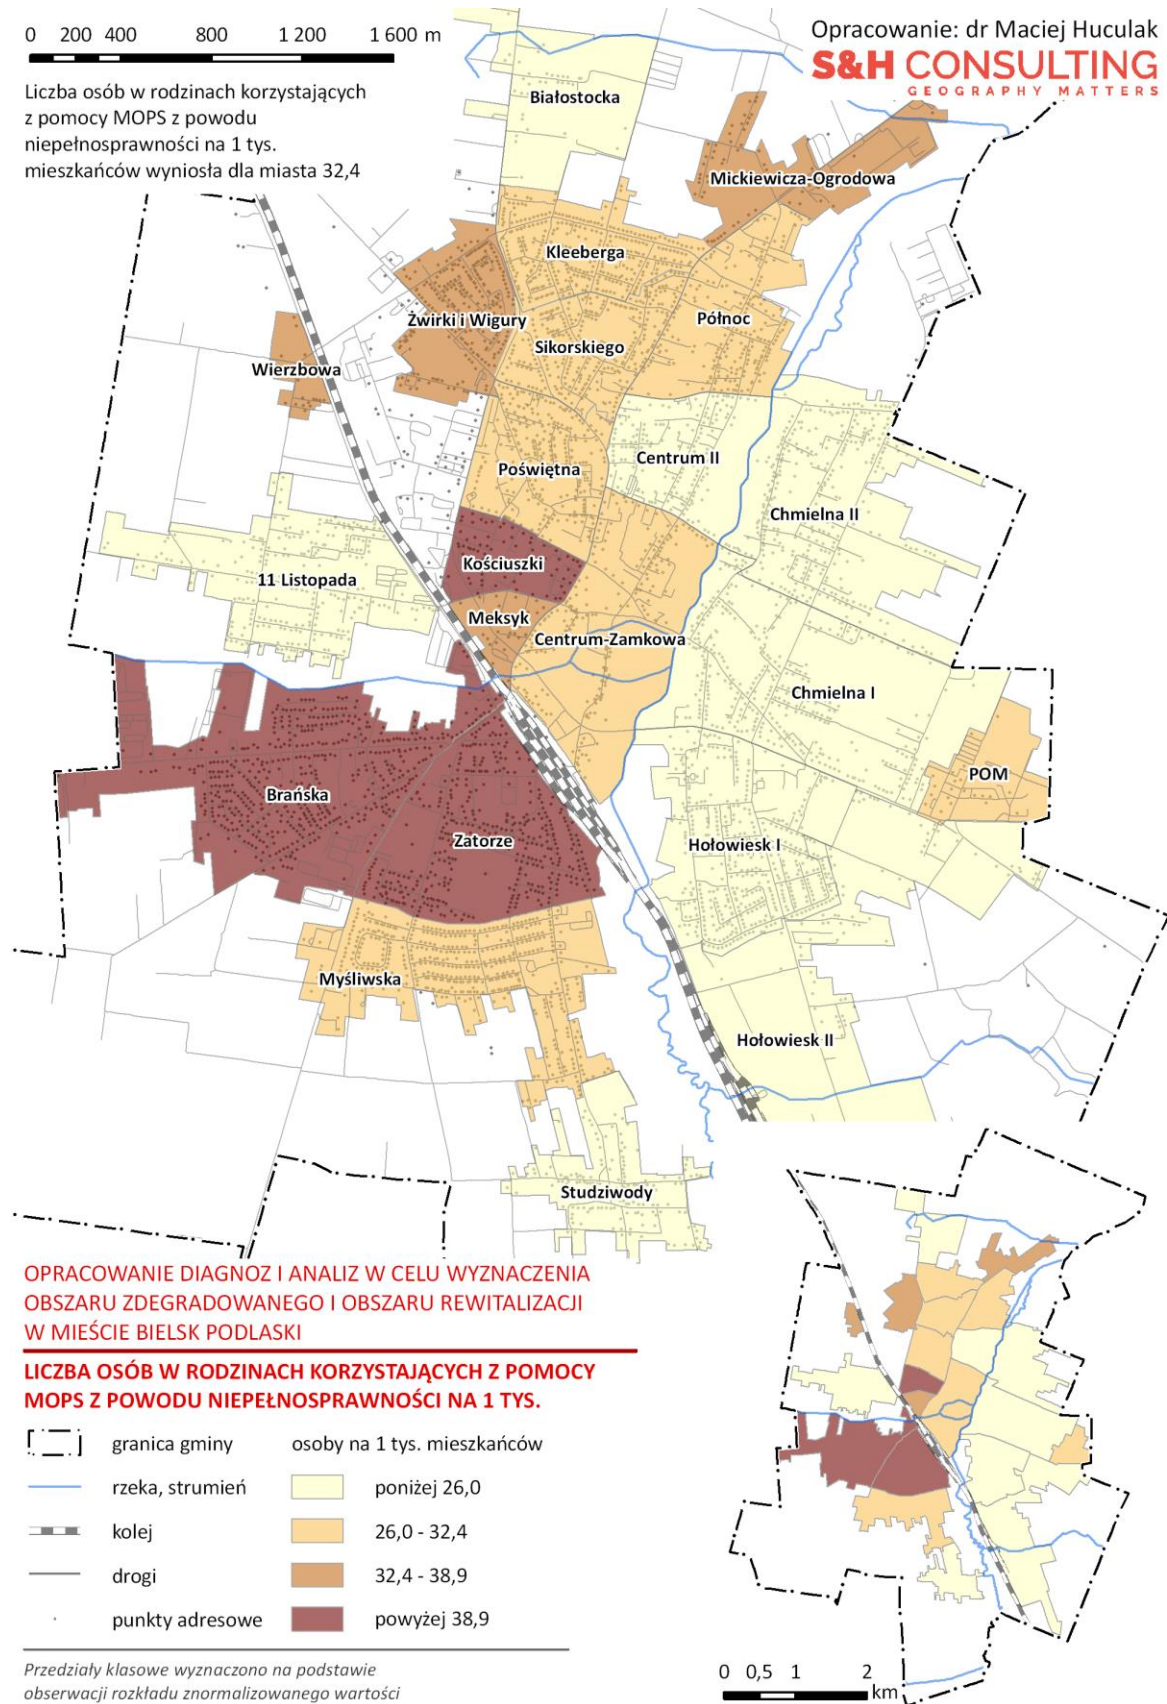 0 200 400 800 1 200 1 600 m
Opracowanie: dr Maciej Huculak
S&H CONSULTING
GEOGRAPHY MATTERS
Liczba osób w rodzinach korzystających
z pomocy MOPS z powodu
niepełnosprawności na 1 tys.
mieszkańców wyniosła dla miasta 32,4
Białostocka
Mickiewicza-Ogrodowa
Kleeberga
Żwirki i Wigury
Północ
Sikorskiego
Wierzbowa
Poświętna
Centrum II
Chmielna II
Kościuszki
11 Listopada
Meksyk
Centrum-Zamkowa
Chmielna I
POM
Brańska
Zatorze
Hołowiesk I
Myśliwska
Hołowiesk II
Studziwody
OPRACOWANIE DIAGNOZ I ANALIZ W CELU WYZNACZENIA
OBSZARU ZDEGRADOWANEGO I OBSZARU REWITALIZACJI
W MIEŚCIE BIELSK PODLASKI
LICZBA OSÓB W RODZINACH KORZYSTAJĄCYCH Z POMOCY
MOPS Z POWODU NIEPEŁNOSPRAWNOŚCI NA 1 TYS.
granica gminy
rzeka, strumień
kolej
drogi
punkty adresowe
osoby na 1 tys. mieszkańców
poniżej 26,0
26,0 - 32,4
32,4 - 38,9
powyżej 38,9
Przedziały klasowe wyznaczono na podstawie
obserwacji rozkładu znormalizowanego wartości
0 0,5 1 2
km